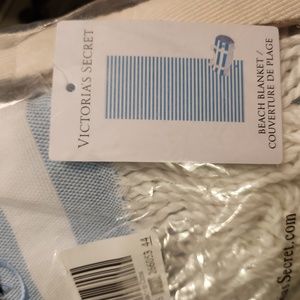 VICTORIA'S SECRET
BEACH BLANKET /
COUVERTURE DE PLAGE
Secret.com